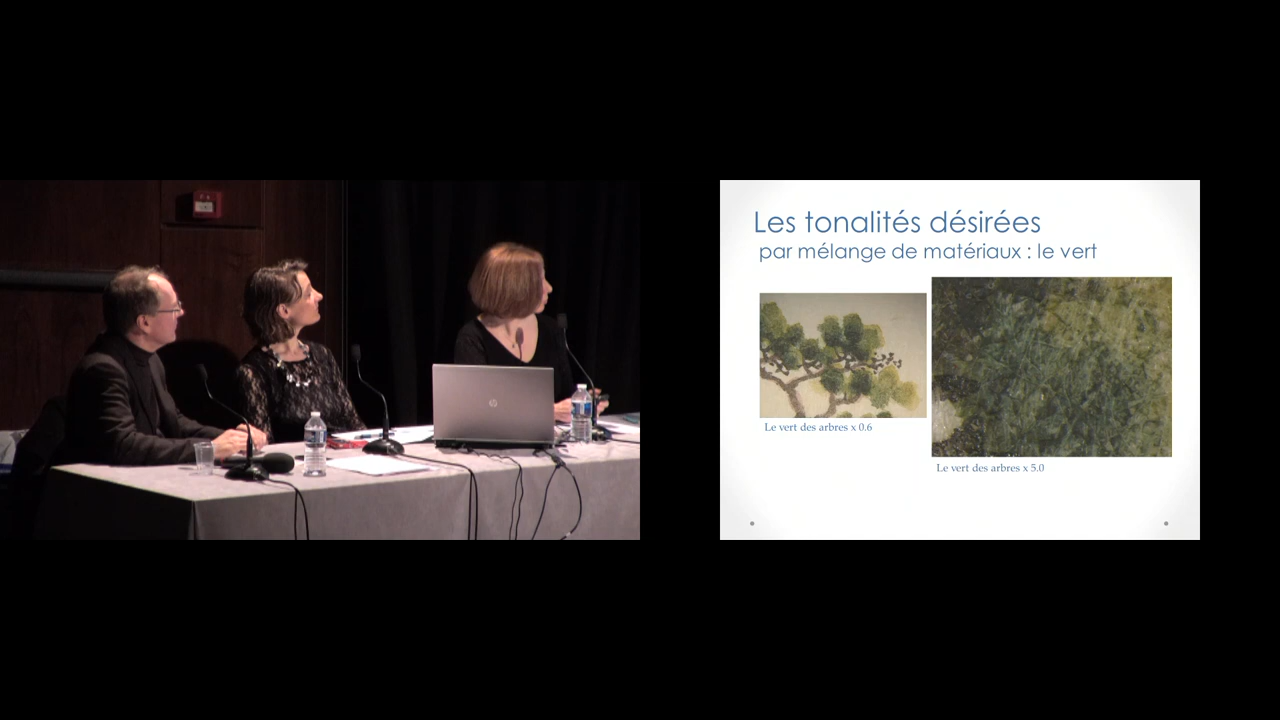 Les tonalités désirées
par mélange de matériaux : le vert
Le vert des arbres x 0.6
Le vert des arbres x 5.0
hp